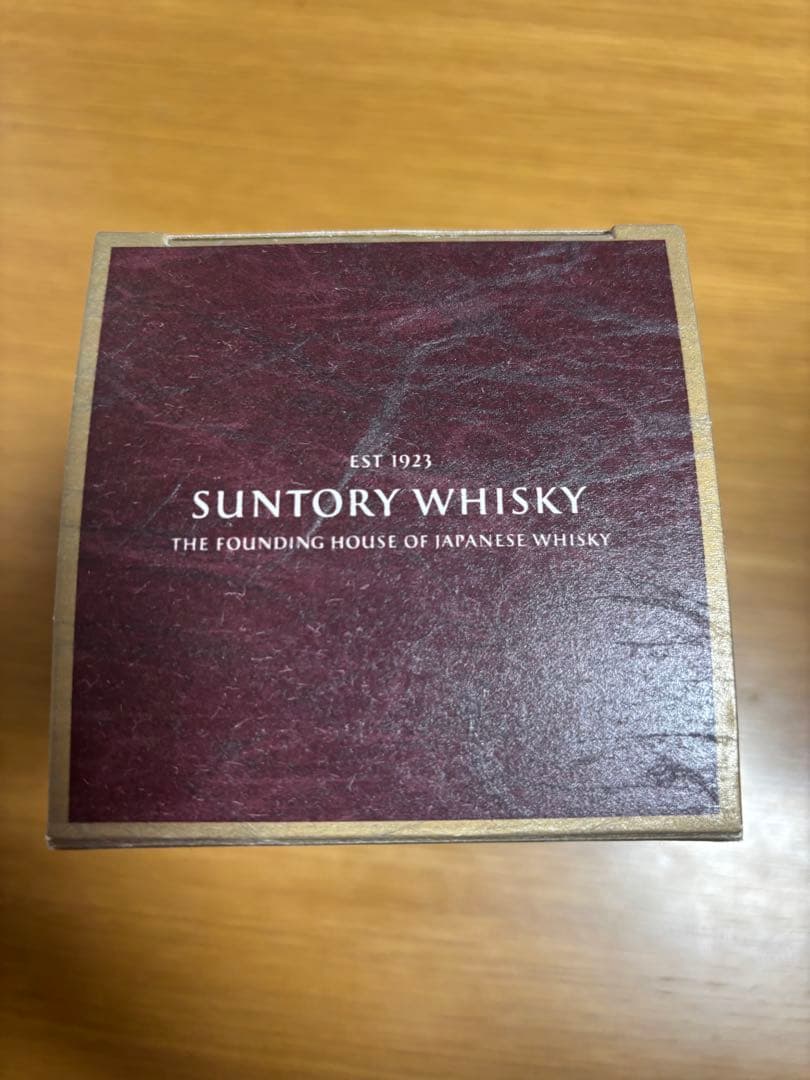 EST 1923
SUNTORY WHISKY
THE FOUNDING HOUSE OF JAPANESE WHISKY